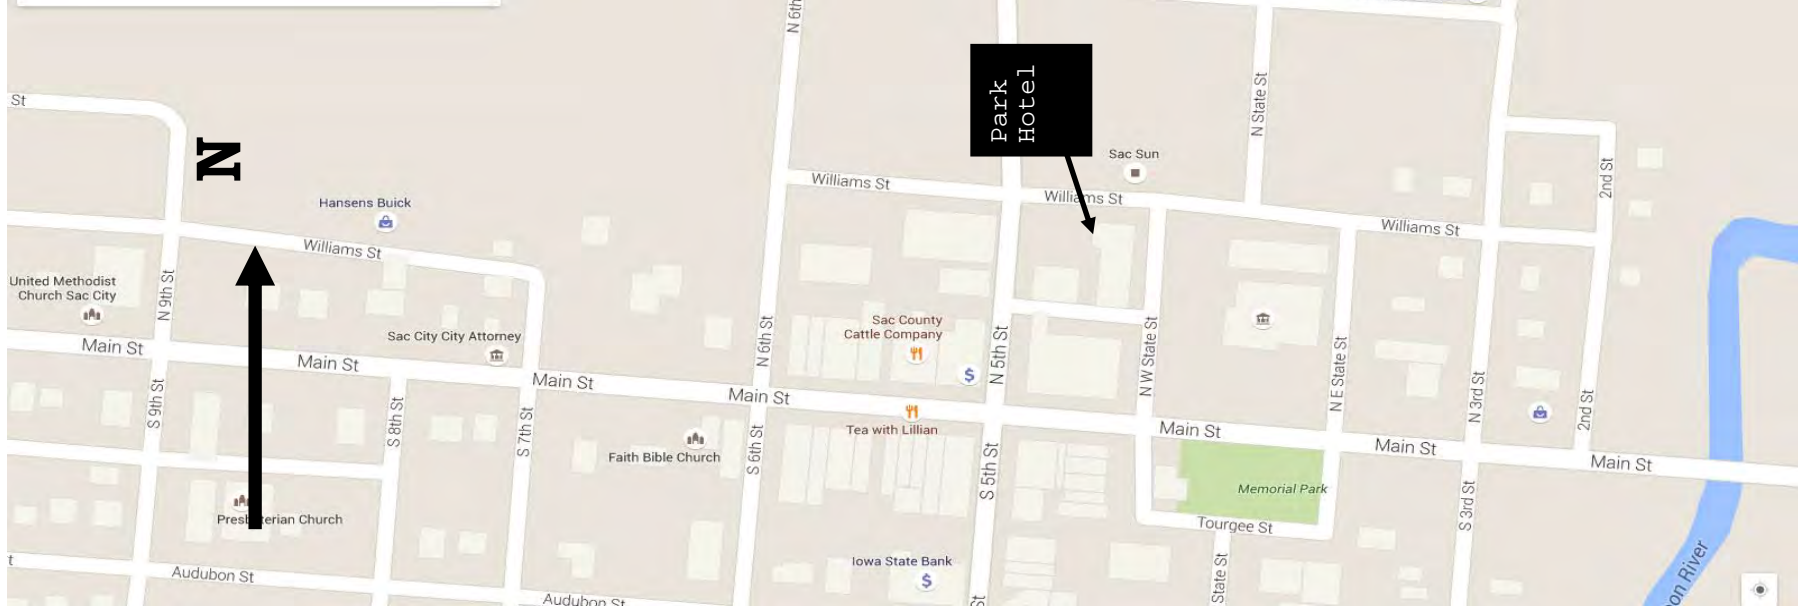 N 6th
St
N
Park
Hotel
N State St
Sac Sun
2nd St
Williams St
Williams St
Williams St
Hansens Buick
Williams St
United Methodist
Church Sac City
N 9th St
Sac City City Attorney
Sac County
Cattle Company
N 6th St
N 5th St
N W State St
N E State St
N 3rd St
2nd St
Main St
Main St
Main St
Main St
Tea with Lillian
Main St
Main St
Main St
S 9th St
S 8th St
S 7th St
S 6th St
S 5th St
S 3rd St
Faith Bible Church
Memorial Park
Presbyterian Church
Tourgee St
Iowa State Bank
State St
St
t
Audubon St
Audubon St
on River